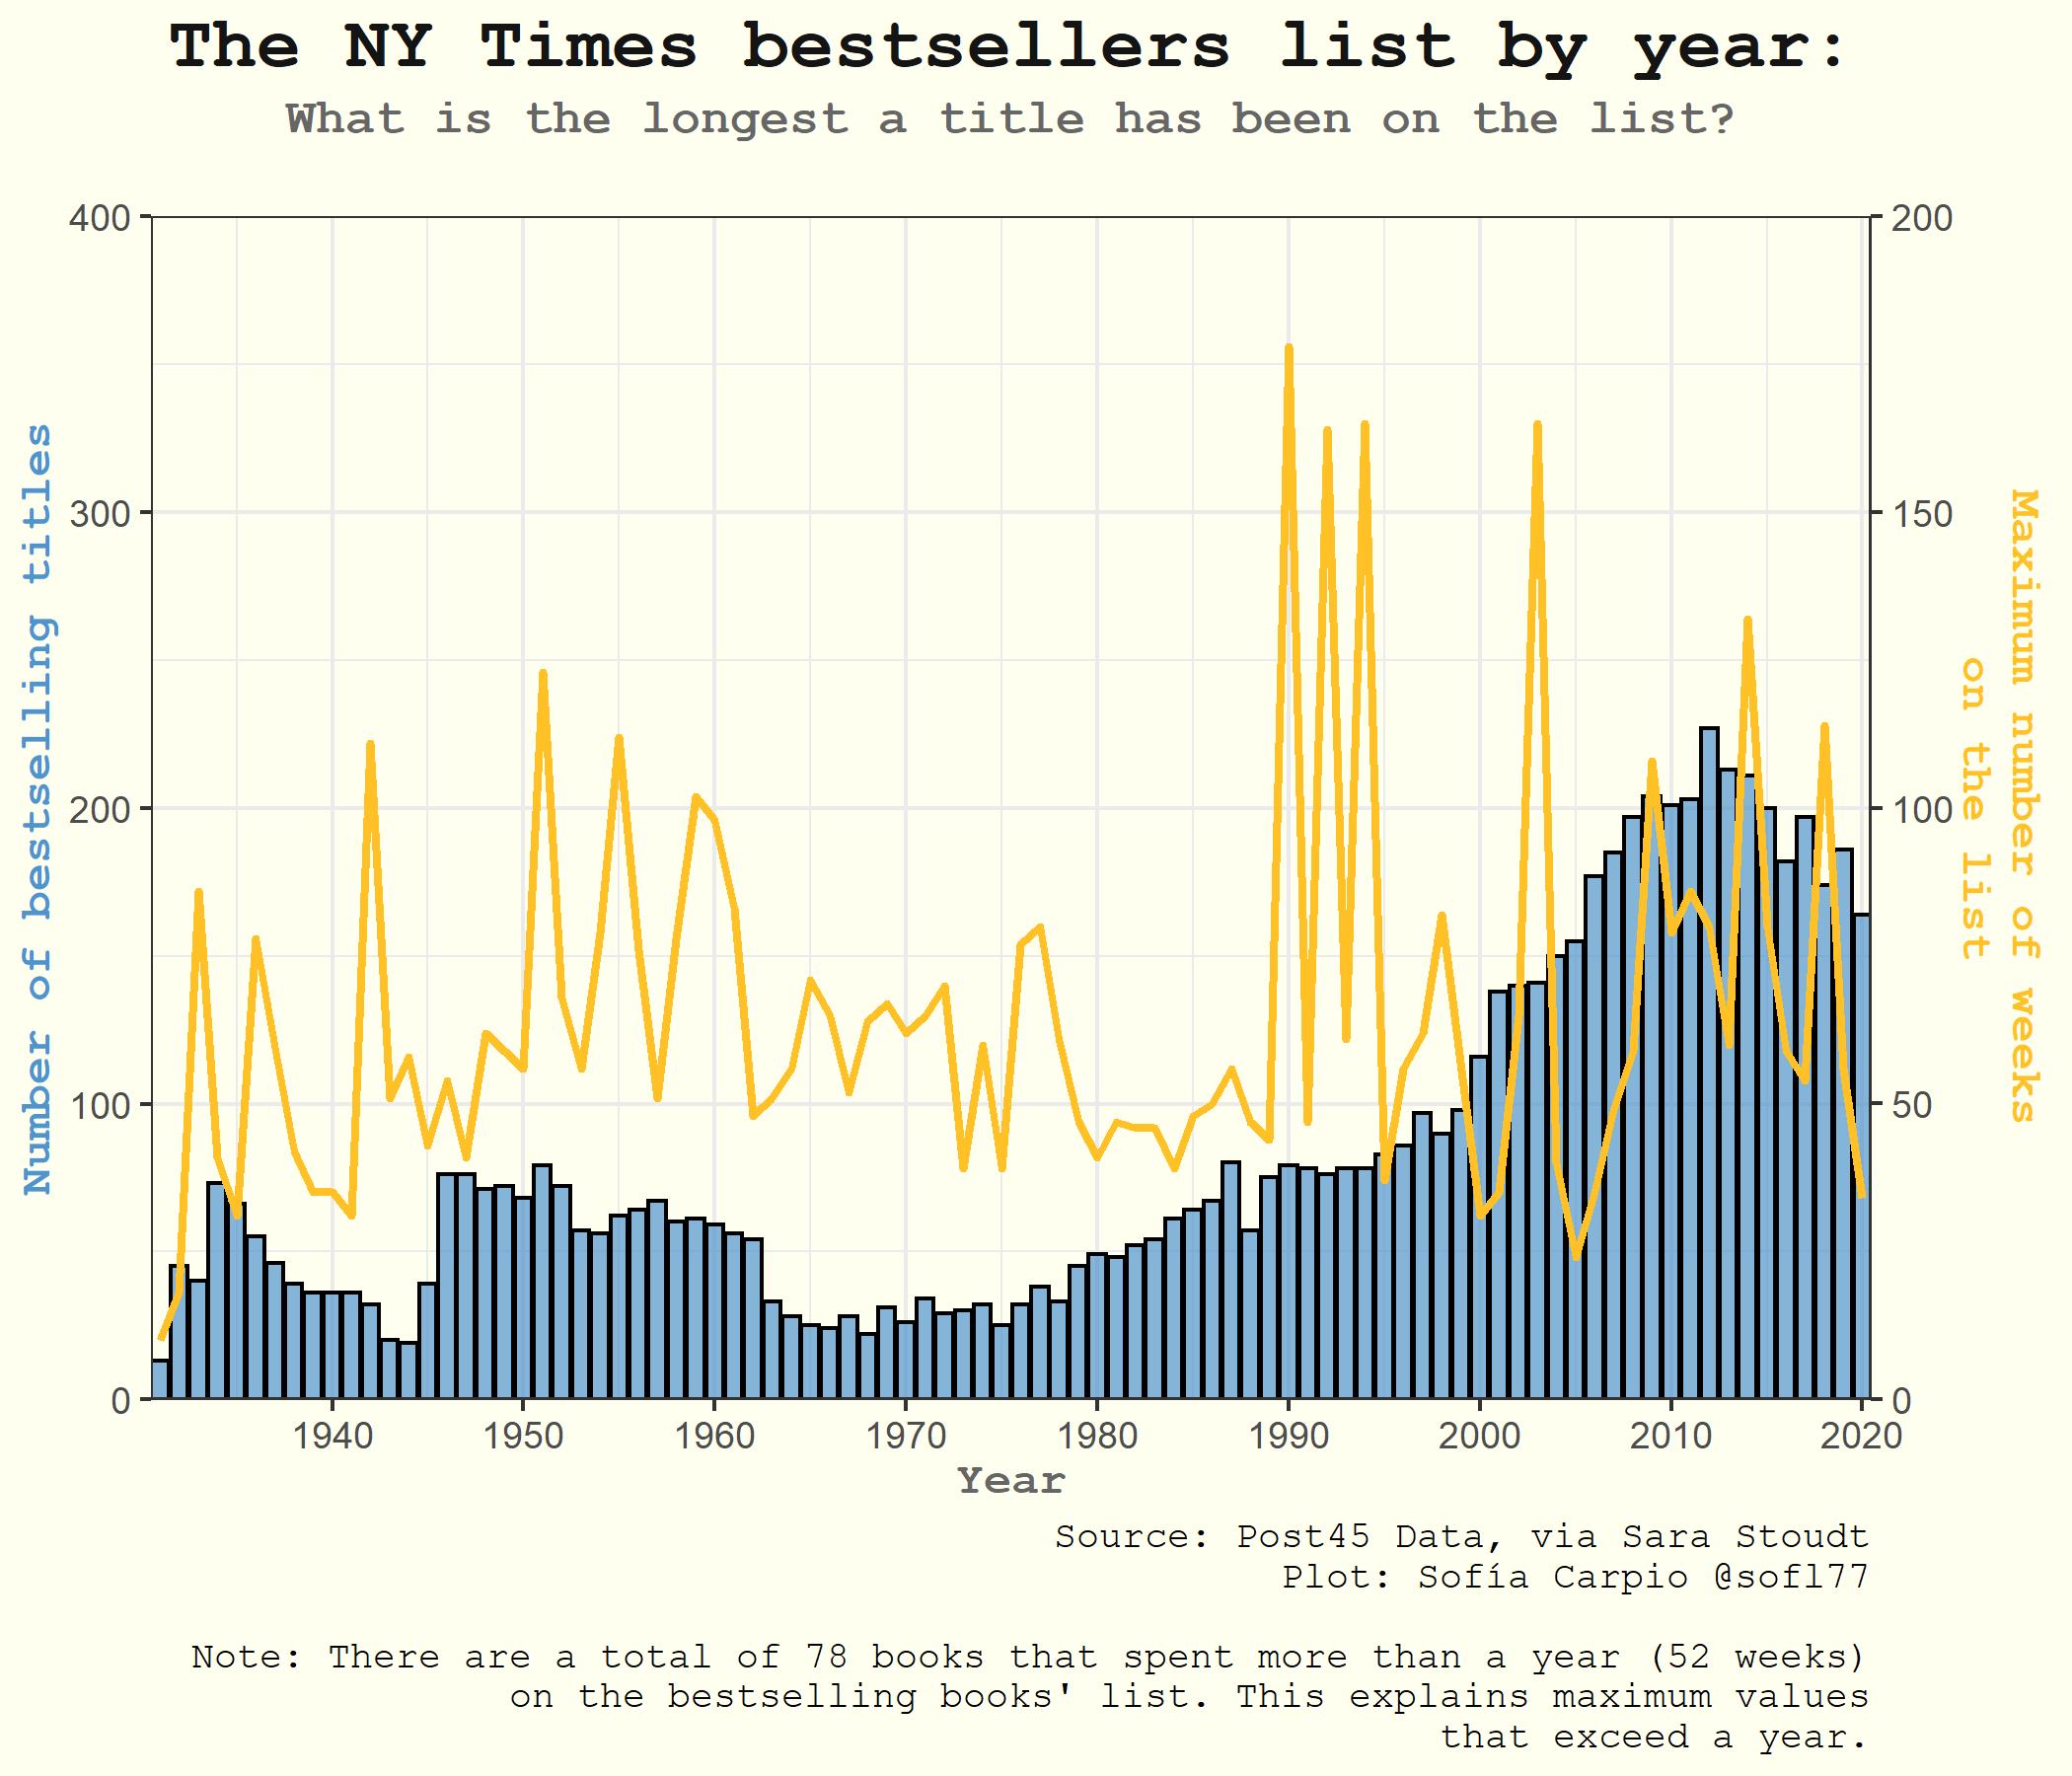 The NY Times bestsellers list by year:
What is the longest a title has been on the list?
Number of bestselling titles
400
300
200
100
0
200
150
100
50
0
Maximum number of weeks
on the list
1940
1950
1960
1970
1980
1990
2000
2010
2020
Year
Source: Post45 Data, via Sara Stoudt
Plot: Sofía Carpio @sofl77
Note: There are a total of 78 books that spent more than a year (52 weeks)
on the bestselling books' list. This explains maximum values
that exceed a year.